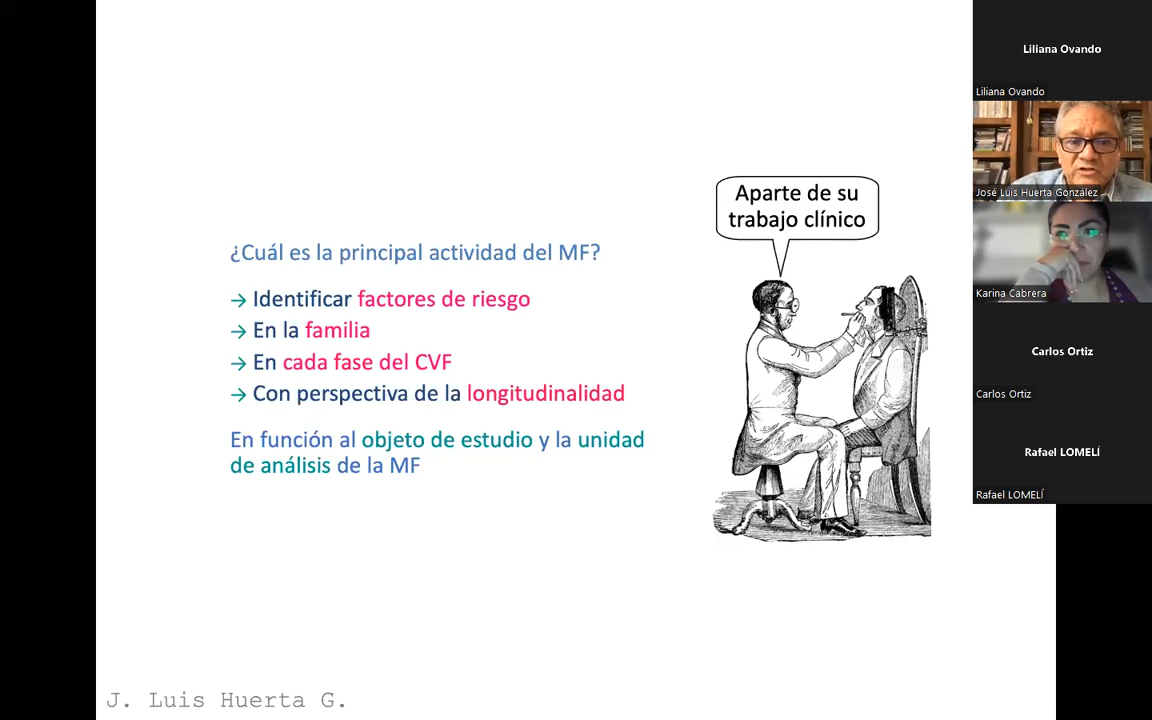 Aparte de su
trabajo clínico
¿Cuál es la principal actividad del MF?
→ Identificar factores de riesgo
→ En la familia
→ En cada fase del CVF
→ Con perspectiva de la longitudinalidad
En función al objeto de estudio y la unidad
de análisis de la MF
J. Luis Huerta G.
Liliana Ovando
Liliana Ovando
José Luis Huerta González
Karina Cabrera
Carlos Ortiz
Carlos Ortiz
Rafael LOMELÍ
Rafael LOMELÍ